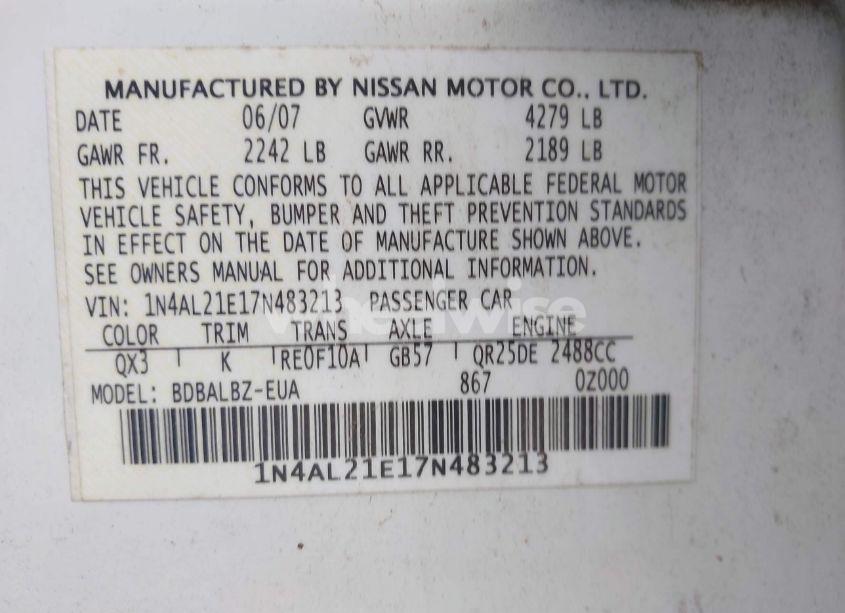 MANUFACTURED BY NISSAN MOTOR CO., LTD.
DATE 06/07 GVWR 4279 LB
GAWR FR. 2242 LB GAWR RR. 2189 LB
THIS VEHICLE CONFORMS TO ALL APPLICABLE FEDERAL MOTOR
VEHICLE SAFETY, BUMPER AND THEFT PREVENTION STANDARDS
IN EFFECT ON THE DATE OF MANUFACTURE SHOWN ABOVE.
SEE OWNERS MANUAL FOR ADDITIONAL INFORMATION.
VIN: 1N4AL21E17N483213 PASSENGER CAR
wheelwise
COLOR TRIM TRANS AXLE ENGINE
QX3 K RE0F10A GB57 QR25DE 2488CC
MODEL: BDBALBZ-EUA 867 0Z000
1N4AL21E17N483213